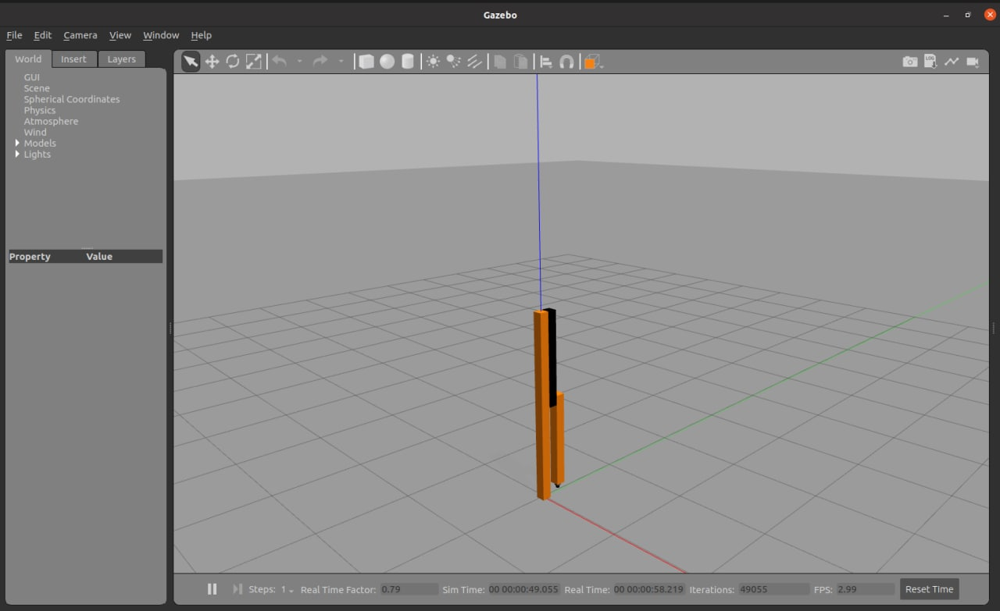 Gazebo
File Edit Camera View Window Help
World Insert Layers
GUI
Scene
Spherical Coordinates
Physics
Atmosphere
Wind
Models
Lights
Property Value
LOG
Steps: 1 Real Time Factor: 0.79 Sim Time: 00 00:00:49.055 Real Time: 00 00:00:58.219 Iterations: 49055 FPS: 2.99 Reset Time